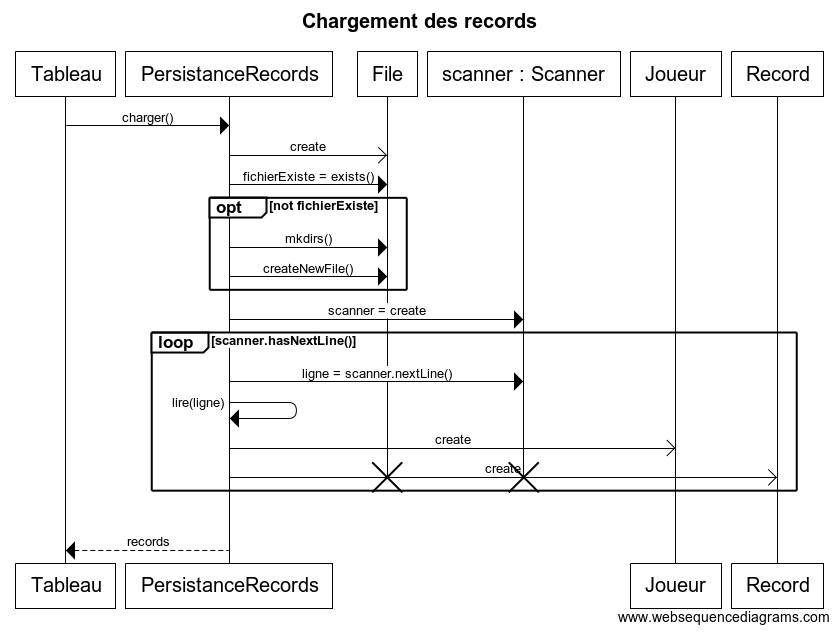 Chargement des records
Tableau
PersistanceRecords
File
scanner : Scanner
Joueur
Record
charger()
create
fichierExiste = exists()
opt
[not fichierExiste]
mkdirs()
createNewFile()
scanner = create
loop
[scanner.hasNextLine()]
ligne = scanner.nextLine()
lire(ligne)
create
create
records
Tableau
PersistanceRecords
Joueur
Record
www.websequencediagrams.com